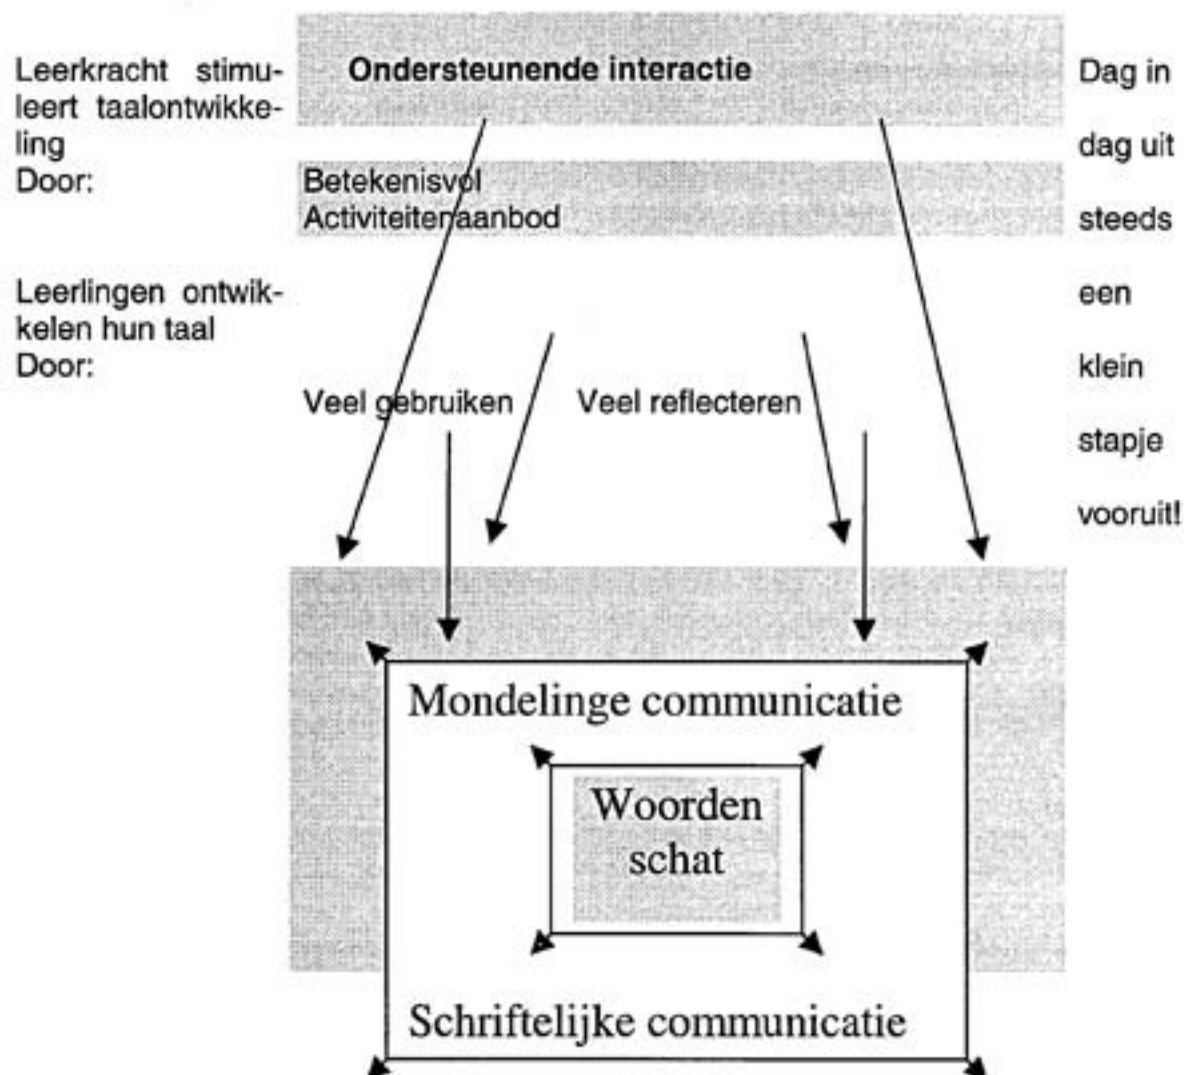 Leerkracht stimu-
leert taalontwikke-
ling
Door:
Ondersteunende interactie
Betekenisvol
Activiteitenaanbod
Leerlingen ontwik-
kelen hun taal
Door:
Veel gebruiken
Veel reflecteren
Dag in
dag uit
steeds
een
klein
stapje
vooruit!
Mondelinge communicatie
Woorden
schat
Schriftelijke communicatie